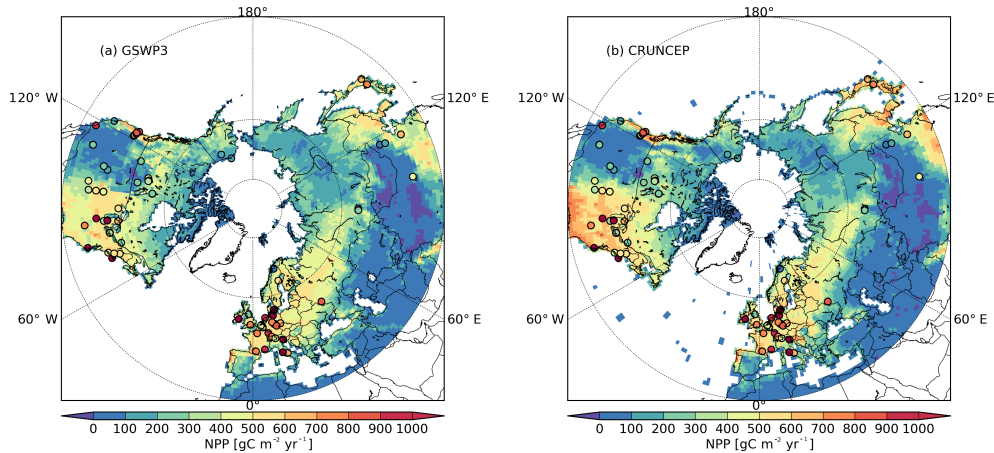 180° 180°
(a) GSWP3 (b) CRUNCEP
120° W 120° E 120° W 120° E
60° W 60° E 60° W 60° E
0° 0°
0 100 200 300 400 500 600 700 800 900 1000 0 100 200 300 400 500 600 700 800 900 1000
NPP [gC m⁻² yr⁻¹] NPP [gC m⁻² yr⁻¹]